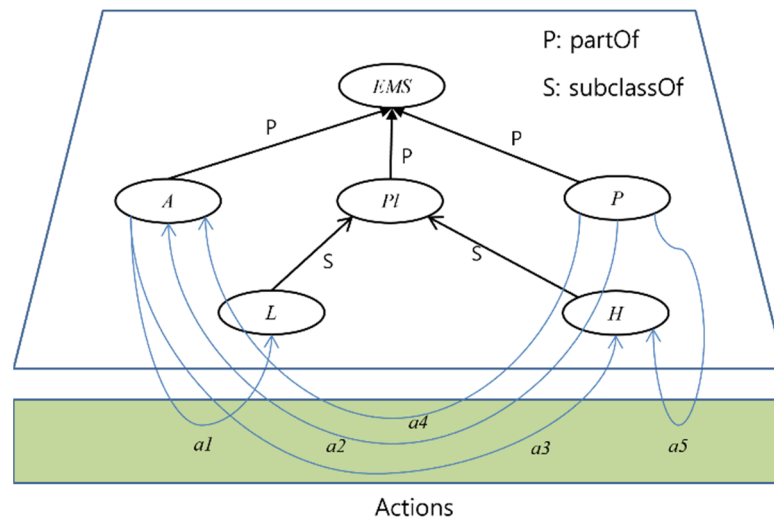 P: partOf
S: subclassOf
EMS
P
P
P
A
Pl
P
S
S
L
H
a4
a1
a2
a3
a5
Actions